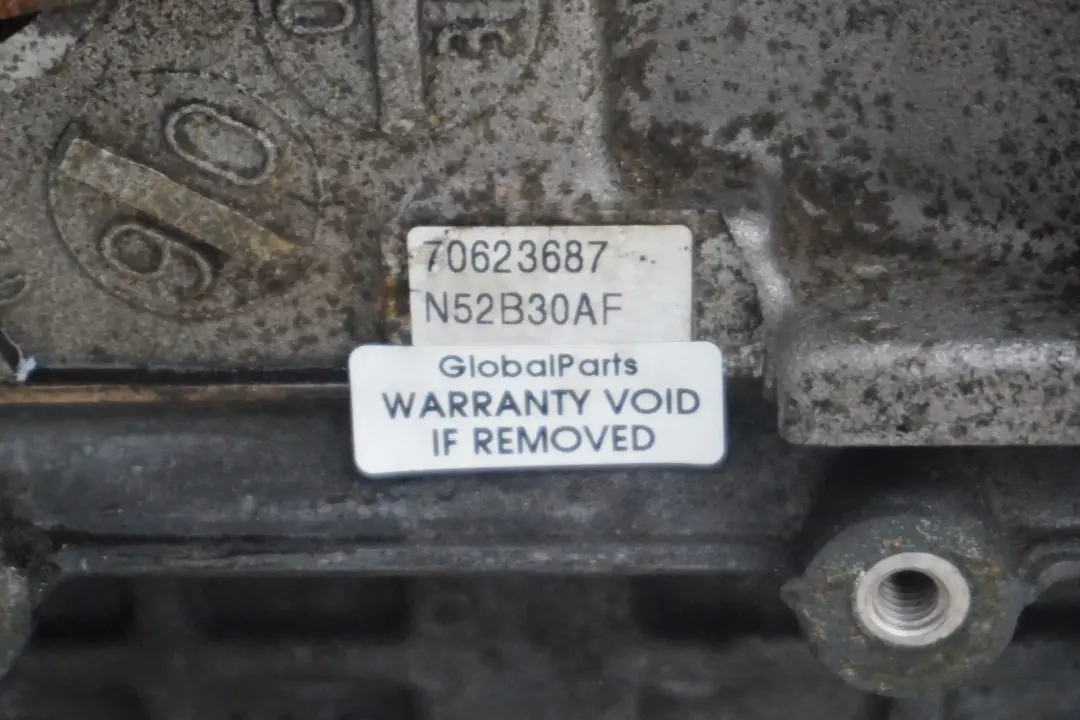 70623687
N52B30AF
GlobalParts
WARRANTY VOID
IF REMOVED